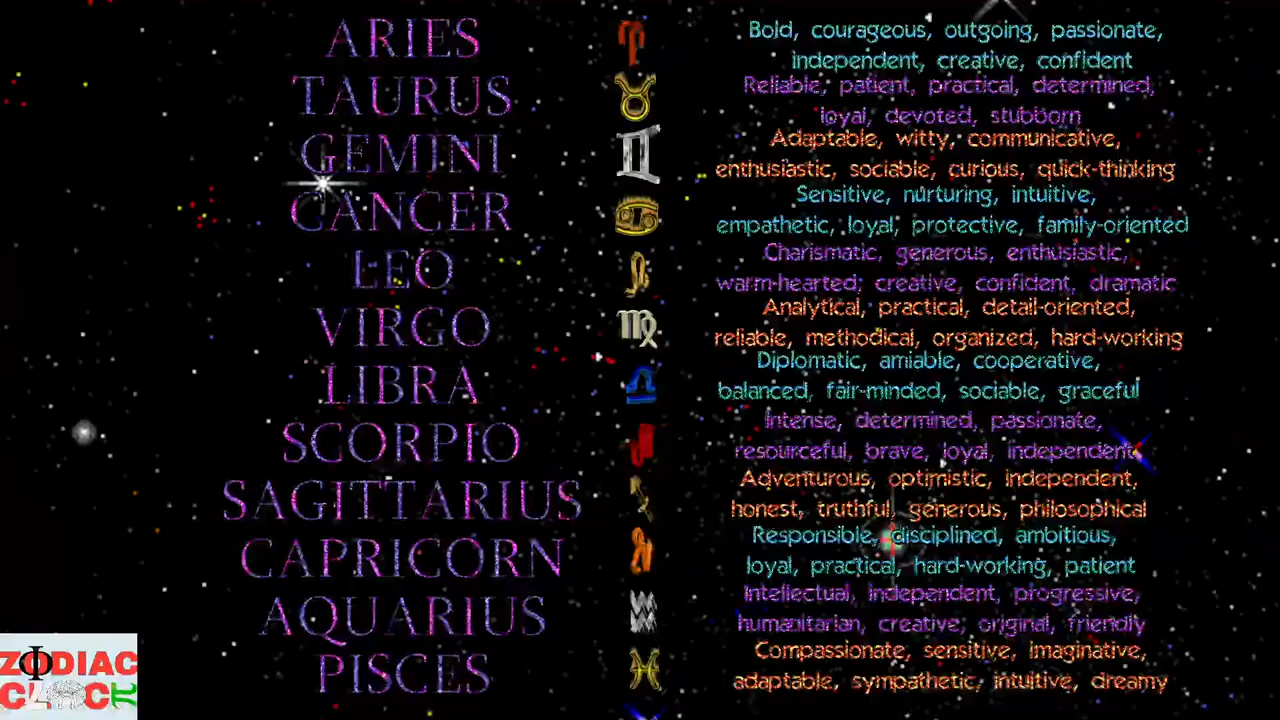 ARIES
Bold, courageous, outgoing, passionate,
independent, creative, confident
TAURUS
Reliable, patient, practical, determined,
loyal, devoted, stubborn
GEMINI
Adaptable, witty, communicative,
enthusiastic, sociable, curious, quick-thinking
CANCER
Sensitive, nurturing, intuitive,
empathetic, loyal, protective, family-oriented
LEO
Charismatic, generous, enthusiastic,
warm-hearted, creative, confident, dramatic
VIRGO
Analytical, practical, detail-oriented,
reliable, methodical, organized, hard-working
LIBRA
Diplomatic, amiable, cooperative,
balanced, fair-minded, sociable, graceful
SCORPIO
Intense, determined, passionate,
resourceful, brave, loyal, independent
SAGITTARIUS
Adventurous, optimistic, independent,
honest, truthful, generous, philosophical
CAPRICORN
Responsible, disciplined, ambitious,
loyal, practical, hard-working, patient
AQUARIUS
Intellectual, independent, progressive,
humanitarian, creative, original, friendly
PISCES
Compassionate, sensitive, imaginative,
adaptable, sympathetic, intuitive, dreamy
ZODIAC
CLOCK